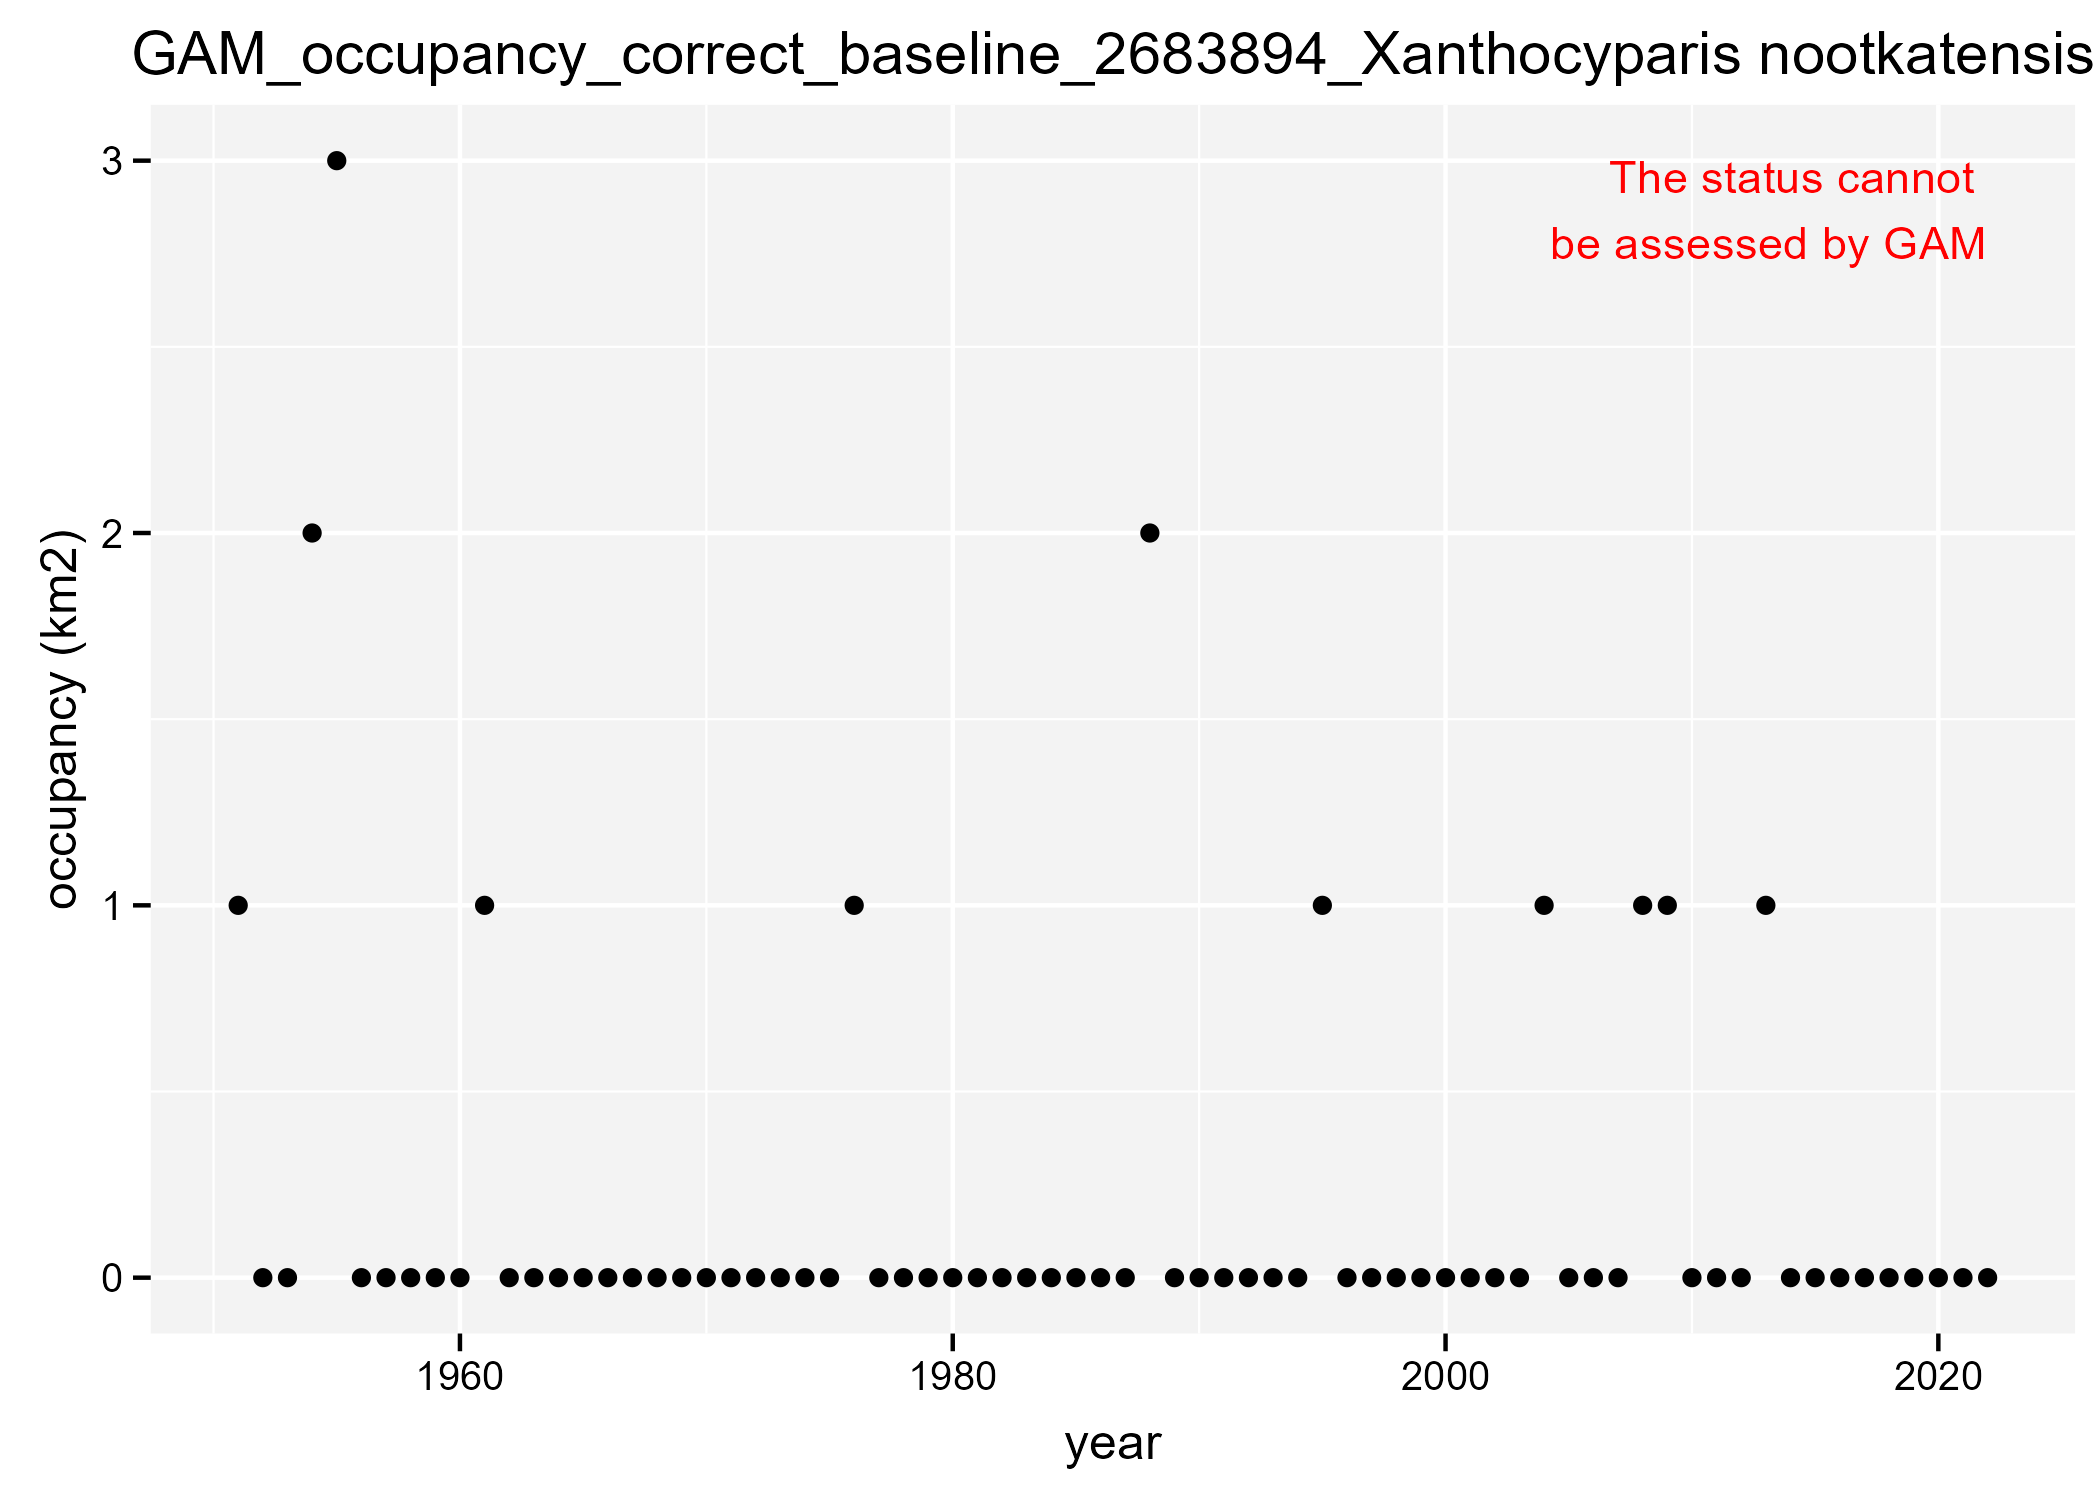 GAM_occupancy_correct_baseline_2683894_Xanthocyparis nootkatensis
The status cannot
be assessed by GAM
3
2
1
0
occupancy (km2)
1960 1980 2000 2020
year